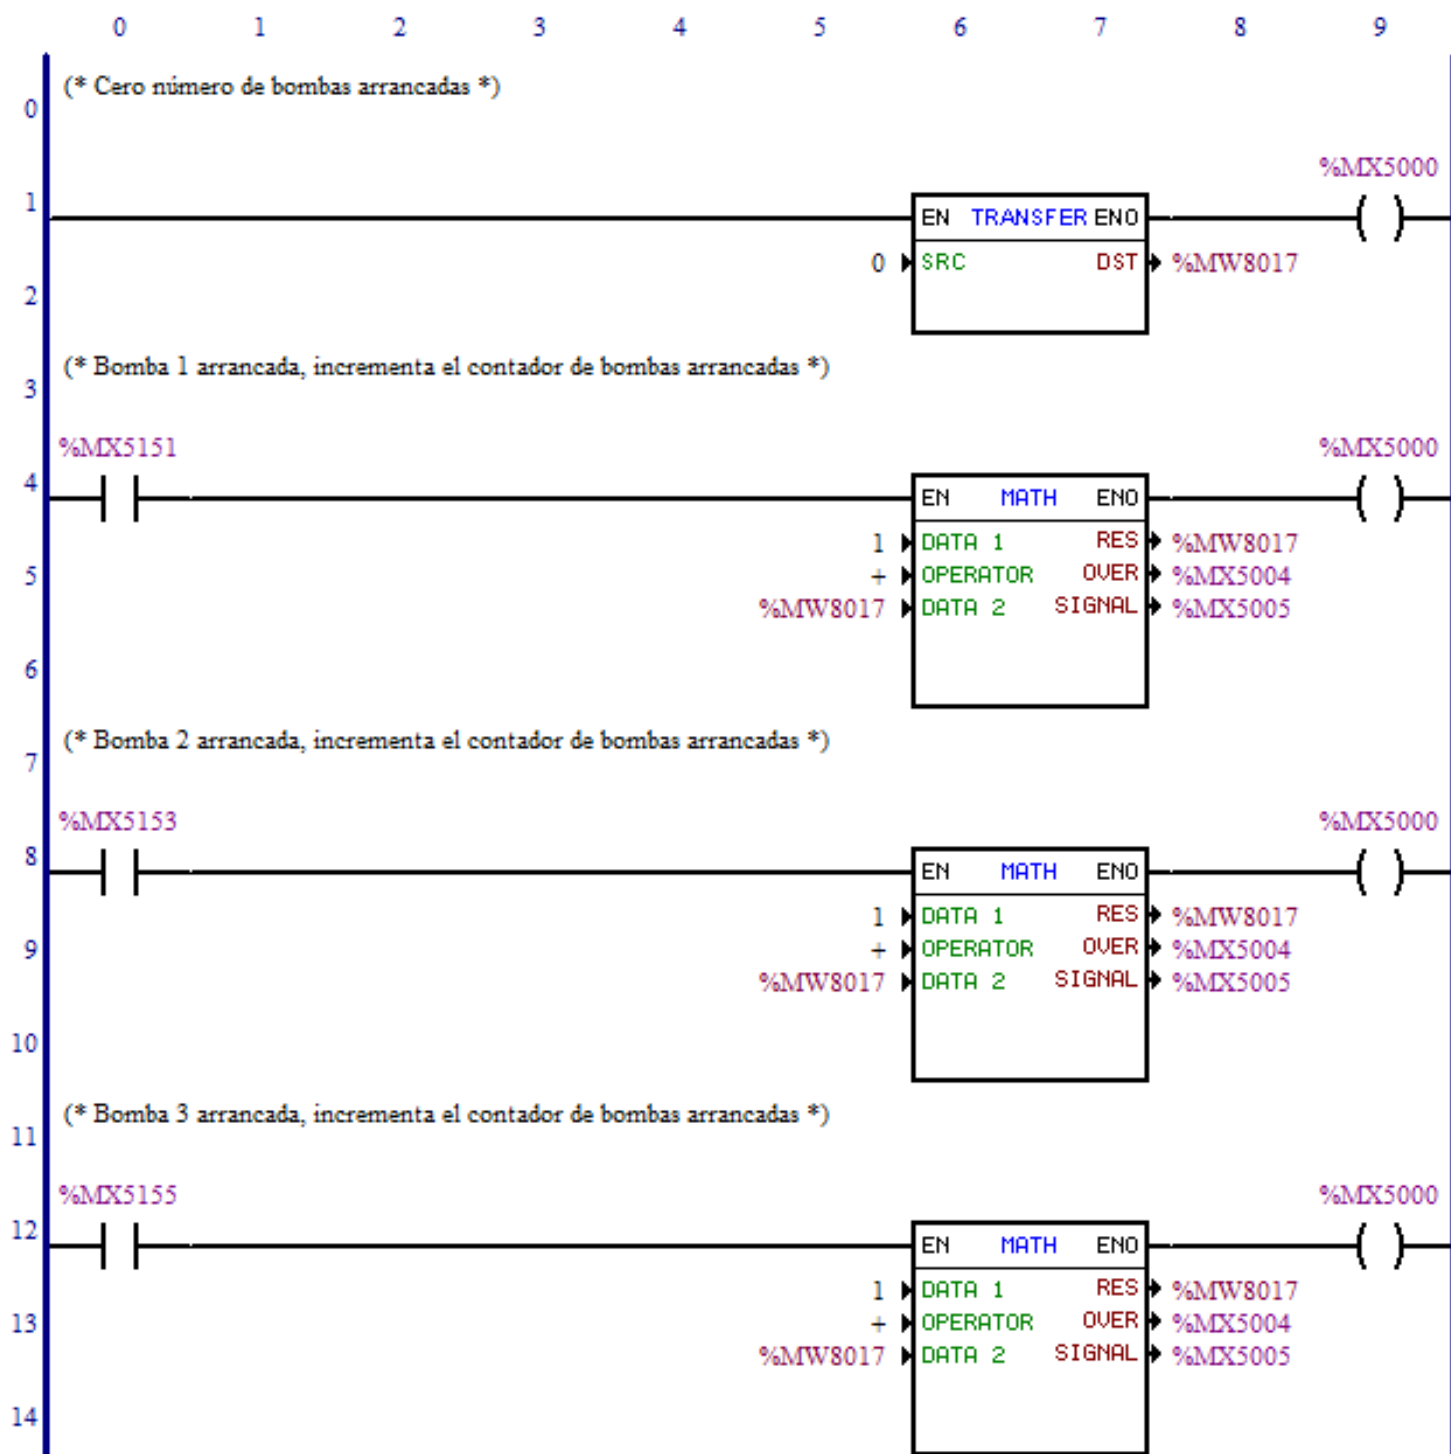 0 1 2 3 4 5 6 7 8 9
(* Cero número de bombas arrancadas *)
0
%MX5000
1
EN TRANSFER ENO
0 SRC DST %MW8017
2
(* Bomba 1 arrancada, incrementa el contador de bombas arrancadas *)
3
%MX5151 %MX5000
4
EN MATH ENO
1 DATA 1 RES %MW8017
5
+ OPERATOR OVER %MX5004
%MW8017 DATA 2 SIGNAL %MX5005
6
(* Bomba 2 arrancada, incrementa el contador de bombas arrancadas *)
7
%MX5153 %MX5000
8
EN MATH ENO
1 DATA 1 RES %MW8017
9
+ OPERATOR OVER %MX5004
%MW8017 DATA 2 SIGNAL %MX5005
10
(* Bomba 3 arrancada, incrementa el contador de bombas arrancadas *)
11
%MX5155 %MX5000
12
EN MATH ENO
1 DATA 1 RES %MW8017
13
+ OPERATOR OVER %MX5004
%MW8017 DATA 2 SIGNAL %MX5005
14